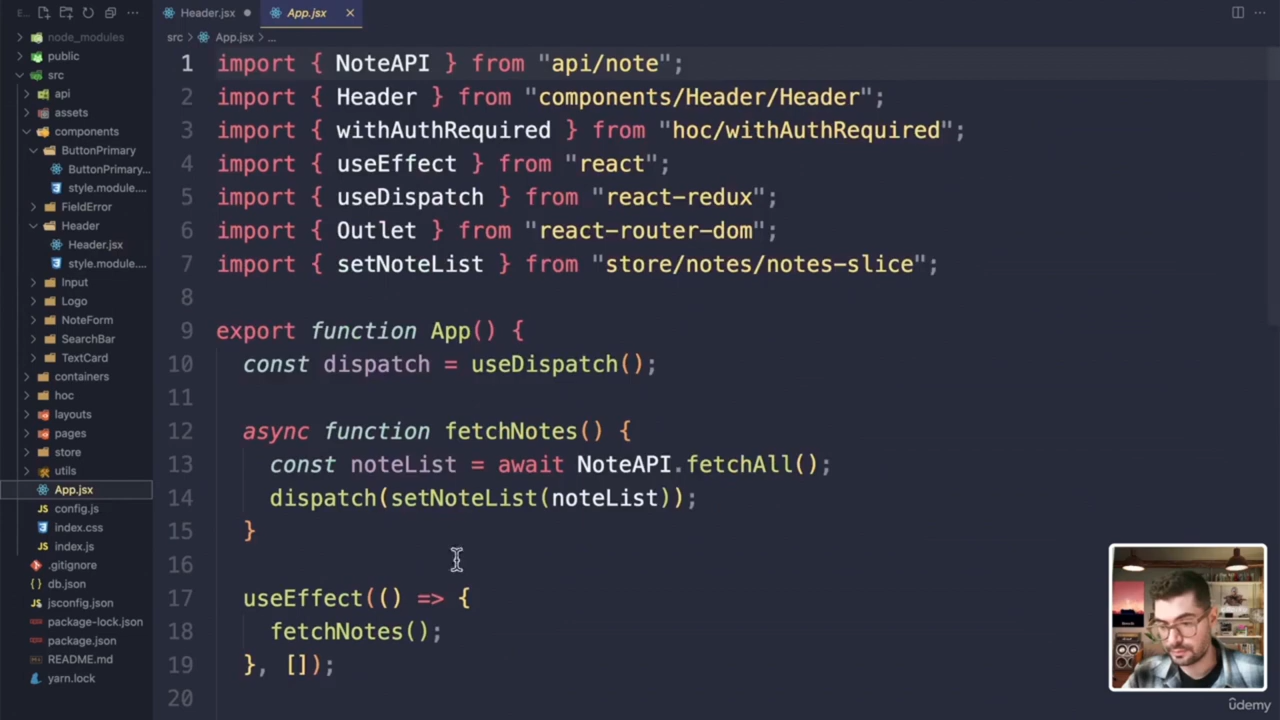 E...
Header.jsx
App.jsx
src > App.jsx > ...
node_modules
public
src
api
assets
components
ButtonPrimary
ButtonPrimary...
style.module....
FieldError
Header
Header.jsx
style.module....
Input
Logo
NoteForm
SearchBar
TextCard
containers
hoc
layouts
pages
store
utils
App.jsx
config.js
index.css
index.js
.gitignore
db.json
jsconfig.json
package-lock.json
package.json
README.md
yarn.lock
1 import { NoteAPI } from "api/note";
2 import { Header } from "components/Header/Header";
3 import { withAuthRequired } from "hoc/withAuthRequired";
4 import { useEffect } from "react";
5 import { useDispatch } from "react-redux";
6 import { Outlet } from "react-router-dom";
7 import { setNoteList } from "store/notes/notes-slice";
8
9 export function App() {
10 const dispatch = useDispatch();
11
12 async function fetchNotes() {
13 const noteList = await NoteAPI.fetchAll();
14 dispatch(setNoteList(noteList));
15 }
16
17 useEffect(() => {
18 fetchNotes();
19 }, []);
20
udemy